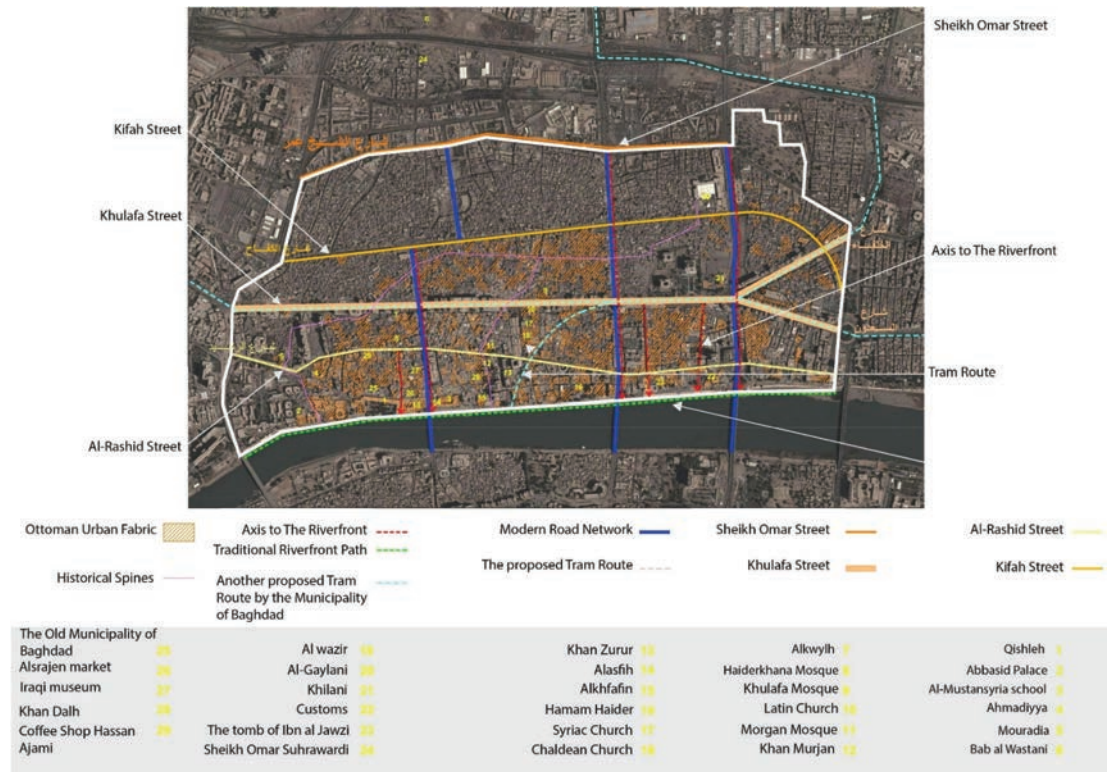 Sheikh Omar Street
Kifah Street
Khulafa Street
Axis to The Riverfront
Tram Route
Al-Rashid Street
Ottoman Urban Fabric
Axis to The Riverfront
Modern Road Network
Sheikh Omar Street
Al-Rashid Street
Traditional Riverfront Path
Historical Spines
Another proposed Tram
Route by the Municipality
of Baghdad
The proposed Tram Route
Khulafa Street
Kifah Street
The Old Municipality of
Baghdad 25
Alsrajen market 26
Iraqi museum 27
Khan Dalh 28
Coffee Shop Hassan 29
Ajami
Al wazir 19
Al-Gaylani 20
Khilani 21
Customs 22
The tomb of Ibn al Jawzi 23
Sheikh Omar Suhrawardi 24
Khan Zurur 13
Alasfih 14
Alkhfafin 15
Hamam Haider 16
Syriac Church 17
Chaldean Church 18
Alkwylh 7
Haiderkhana Mosque 8
Khulafa Mosque 9
Latin Church 10
Morgan Mosque 11
Khan Murjan 12
Qishleh 1
Abbasid Palace 2
Al-Mustansyria school 3
Ahmadiyya 4
Mouradia 5
Bab al Wastani 6